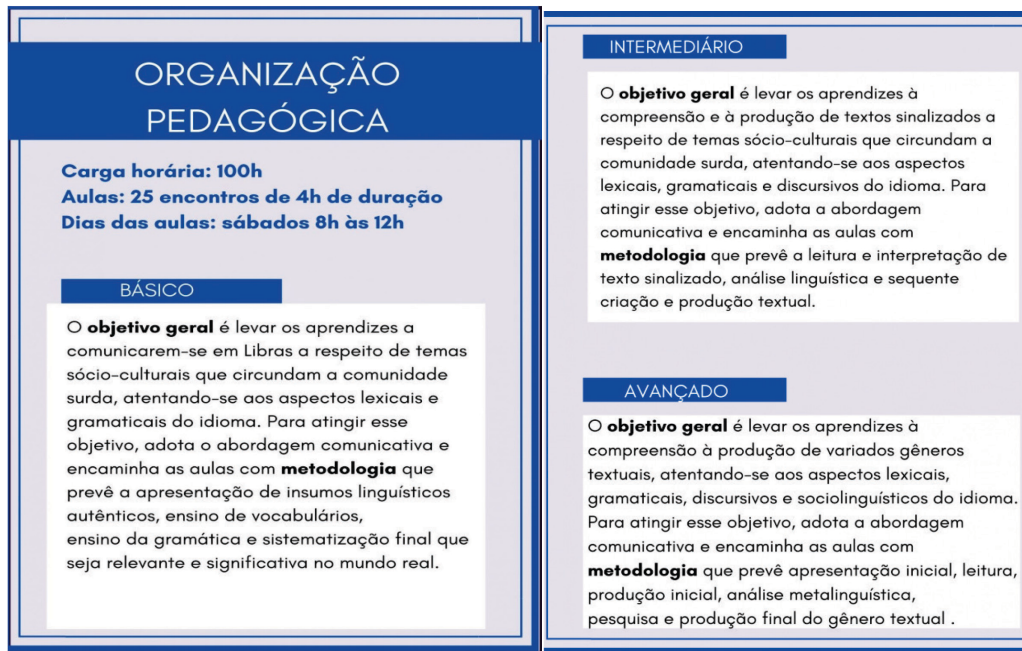 ORGANIZAÇÃO
PEDAGÓGICA
Carga horária: 100h
Aulas: 25 encontros de 4h de duração
Dias das aulas: sábados 8h às 12h
BÁSICO
O objetivo geral é levar os aprendizes a
comunicarem-se em Libras a respeito de temas
sócio-culturais que circundam a comunidade
surda, atentando-se aos aspectos lexicais e
gramaticais do idioma. Para atingir esse
objetivo, adota o abordagem comunicativa e
encaminha as aulas com metodologia que
prevê a apresentação de insumos linguísticos
autênticos, ensino de vocabulários,
ensino da gramática e sistematização final que
seja relevante e significativa no mundo real.
INTERMEDIÁRIO
O objetivo geral é levar os aprendizes à
compreensão e à produção de textos sinalizados a
respeito de temas sócio-culturais que circundam a
comunidade surda, atentando-se aos aspectos
lexicais, gramaticais e discursivos do idioma. Para
atingir esse objetivo, adota a abordagem
comunicativa e encaminha as aulas com
metodologia que prevê a leitura e interpretação de
texto sinalizado, análise linguística e sequente
criação e produção textual.
AVANÇADO
O objetivo geral é levar os aprendizes à
compreensão à produção de variados gêneros
textuais, atentando-se aos aspectos lexicais,
gramaticais, discursivos e sociolinguísticos do idioma.
Para atingir esse objetivo, adota a abordagem
comunicativa e encaminha as aulas com
metodologia que prevê apresentação inicial, leitura,
produção inicial, análise metalinguística,
pesquisa e produção final do gênero textual .